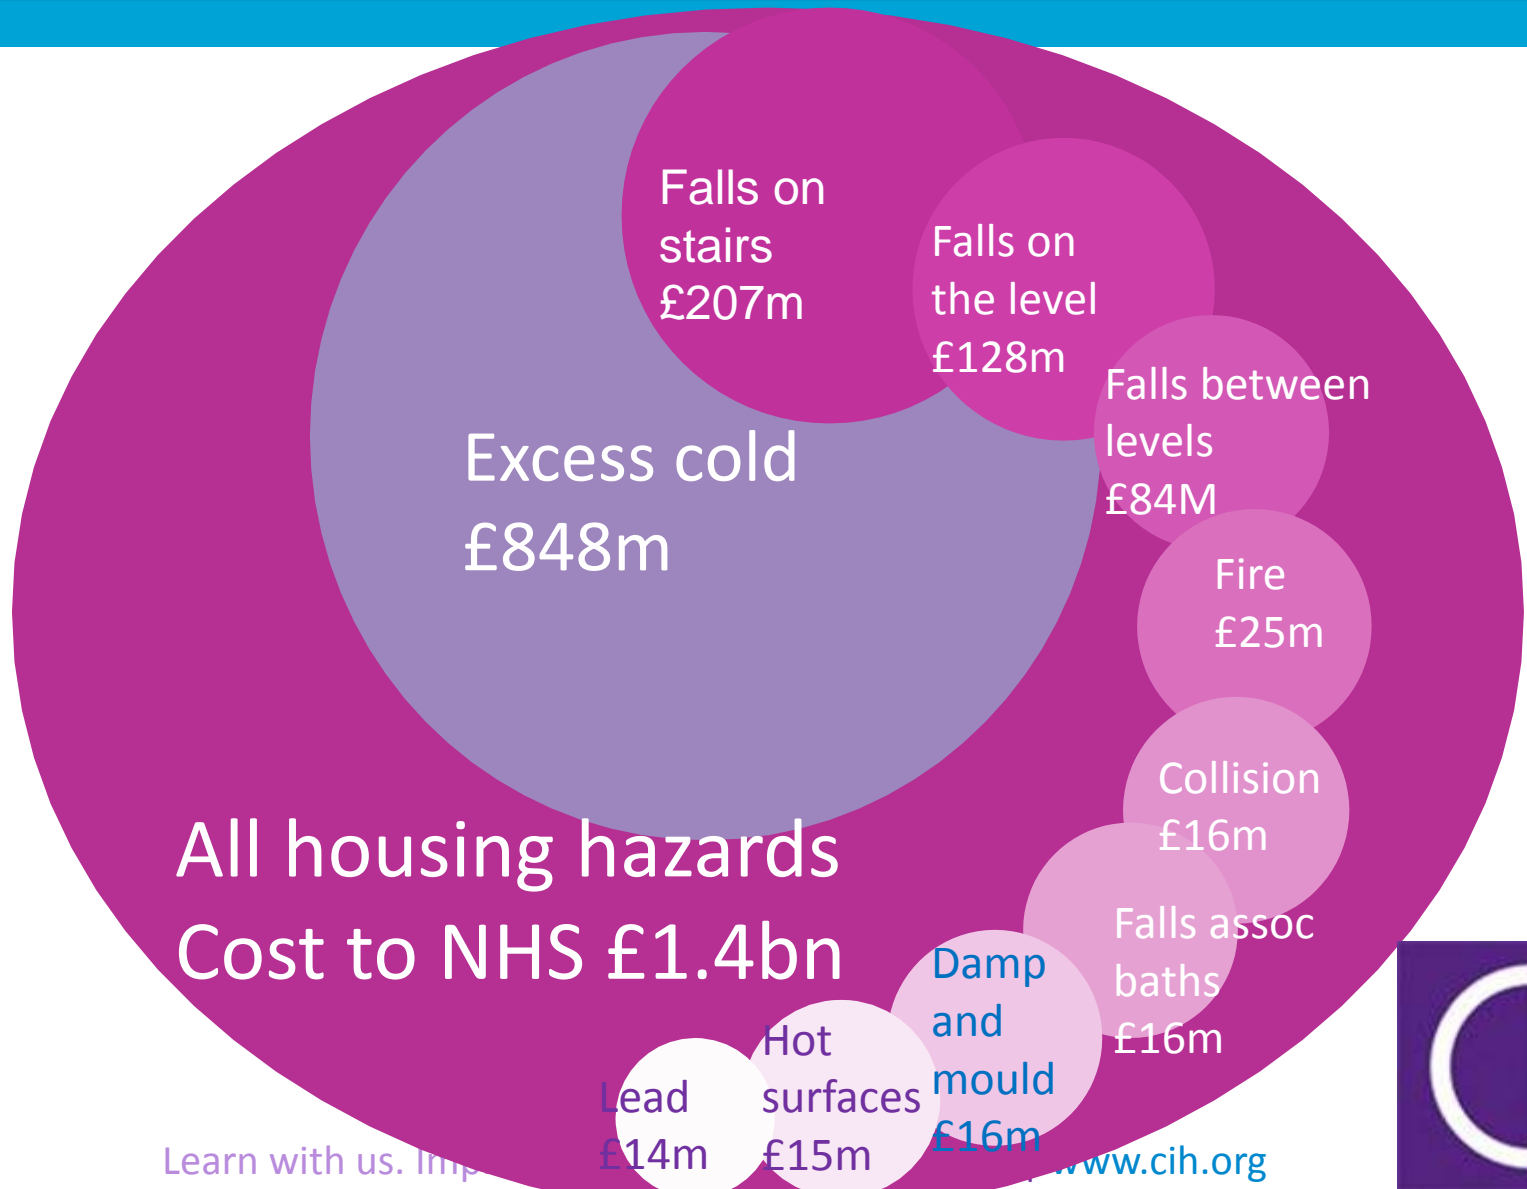 Falls on
stairs
£207m
Falls on
the level
£128m
Falls between
levels
£84M
Excess cold
£848m
Fire
£25m
Collision
£16m
All housing hazards
Cost to NHS £1.4bn
Falls assoc
baths
£16m
Damp
and
mould
£16m
Hot
surfaces
£15m
Lead
£14m
Learn with us. www.cih.org